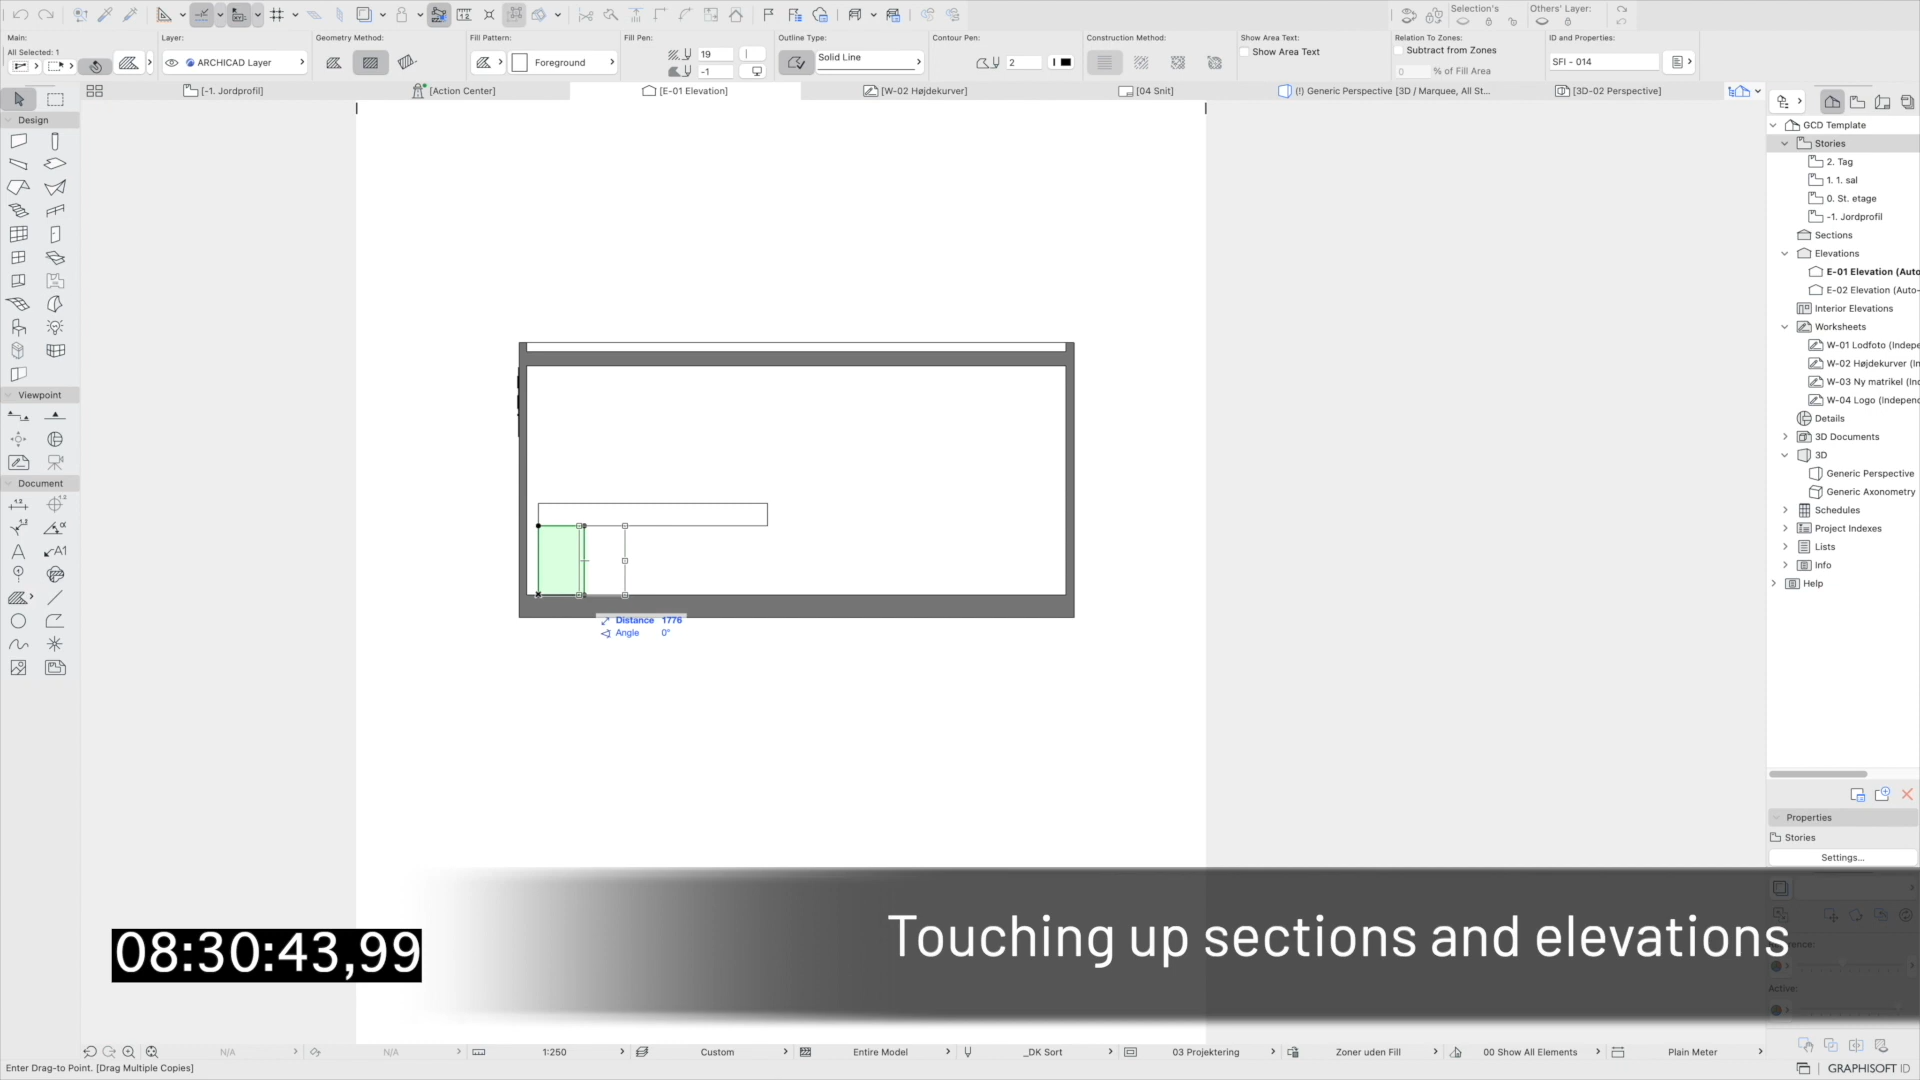 Selection's
Others' Layer:
Main:
Layer:
Geometry Method:
Fill Pattern:
Fill Pen:
Outline Type:
Contour Pen:
Construction Method:
Show Area Text:
Relation To Zones:
ID and Properties:
All Selected: 1
ARCHICAD Layer
Foreground
19
-1
Solid Line
2
Show Area Text
Subtract from Zones
0
% of Fill Area
SFI - 014
[-1. Jordprofil]
[Action Center]
[E-01 Elevation]
[W-02 Højdekurver]
[04 Snit]
(!) Generic Perspective [3D / Marquee, All St...
[3D-02 Perspective]
Design
Viewpoint
Document
GCD Template
Stories
2. Tag
1. 1. sal
0. St. etage
-1. Jordprofil
Sections
Elevations
E-01 Elevation (Auto
E-02 Elevation (Auto-
Interior Elevations
Worksheets
W-01 Lodfoto (Indepe
W-02 Højdekurver (In
W-03 Ny matrikel (Inc
W-04 Logo (Independ
Details
3D Documents
3D
Generic Perspective
Generic Axonometry
Schedules
Project Indexes
Lists
Info
Help
Distance 1776
Angle 0°
Properties
Stories
Settings...
Active:
08:30:43,99
Touching up sections and elevations
N/A
N/A
1:250
Custom
Entire Model
_DK Sort
03 Projektering
Zoner uden Fill
00 Show All Elements
Plain Meter
Enter Drag-to Point. [Drag Multiple Copies]
GRAPHISOFT ID